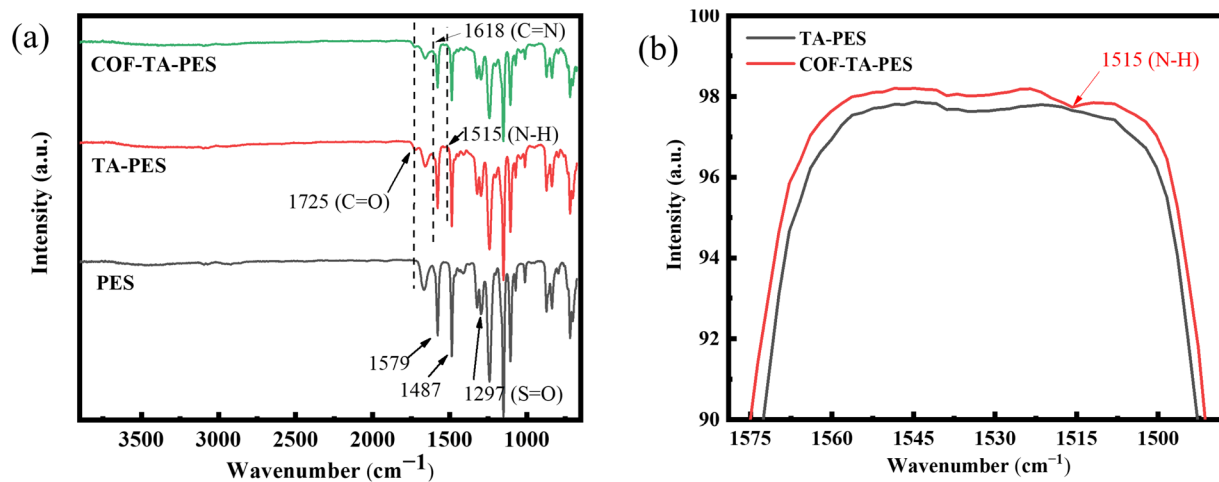 (a)
1618 (C=N)
COF-TA-PES
1515 (N-H)
TA-PES
1725 (C=O)
PES
1579
1487
1297 (S=O)
Intensity (a.u.)
3500 3000 2500 2000 1500 1000
Wavenumber (cm⁻¹)
(b)
100
98
96
94
92
90
TA-PES
COF-TA-PES
1515 (N-H)
Intensity (a.u.)
1575 1560 1545 1530 1515 1500
Wavenumber (cm⁻¹)